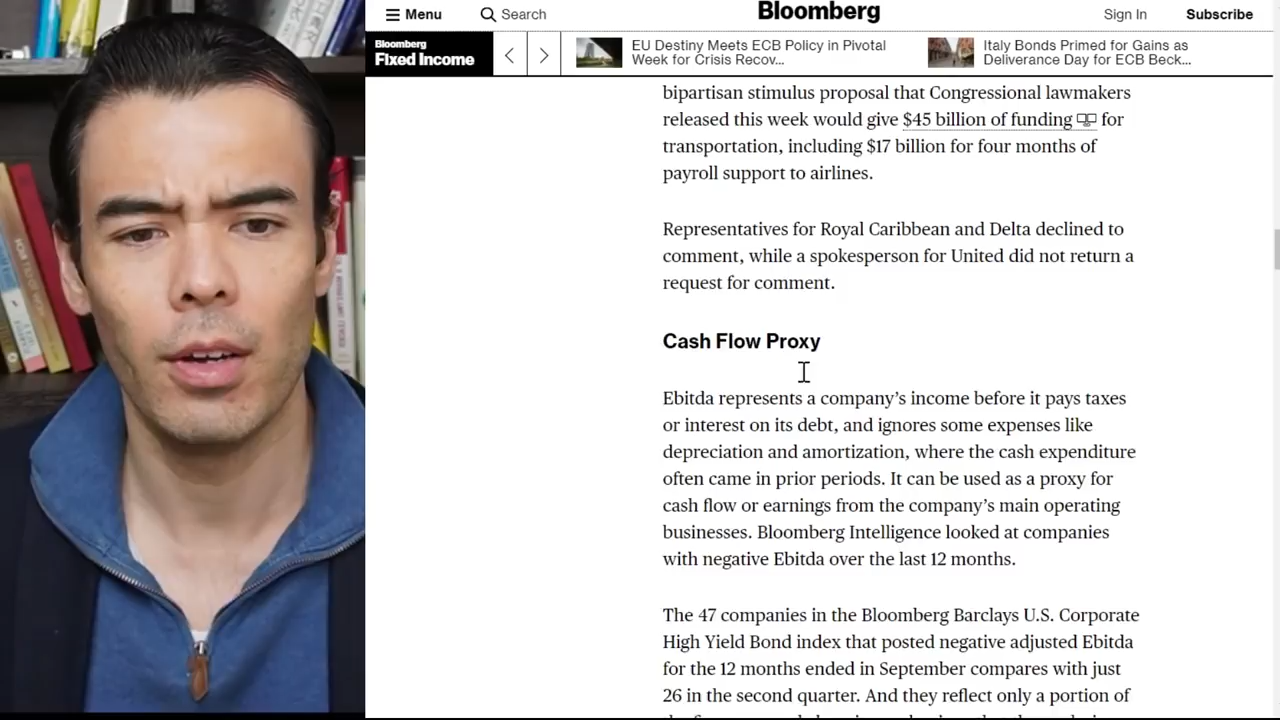 Menu
Search
Bloomberg
Sign In
Subscribe
Bloomberg
Fixed Income
EU Destiny Meets ECB Policy in Pivotal
Week for Crisis Recov...
Italy Bonds Primed for Gains as
Deliverance Day for ECB Beck...
bipartisan stimulus proposal that Congressional lawmakers
released this week would give $45 billion of funding for
transportation, including $17 billion for four months of
payroll support to airlines.
Representatives for Royal Caribbean and Delta declined to
comment, while a spokesperson for United did not return a
request for comment.
Cash Flow Proxy
Ebitda represents a company’s income before it pays taxes
or interest on its debt, and ignores some expenses like
depreciation and amortization, where the cash expenditure
often came in prior periods. It can be used as a proxy for
cash flow or earnings from the company’s main operating
businesses. Bloomberg Intelligence looked at companies
with negative Ebitda over the last 12 months.
The 47 companies in the Bloomberg Barclays U.S. Corporate
High Yield Bond index that posted negative adjusted Ebitda
for the 12 months ended in September compares with just
26 in the second quarter. And they reflect only a portion of